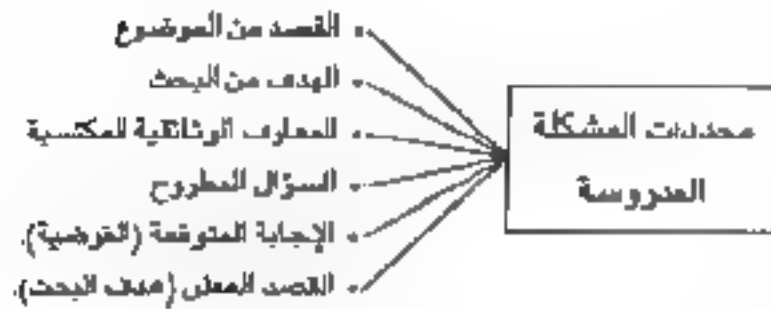 محددات المشكلة
المدروسة
القصد من الموضوع
الهدف من البحث
المعارف الوثائقية المكتسبة
السؤال المطروح
الإجابة المتوقعة (الفرضية).
القصد المعلن (هدف البحث).